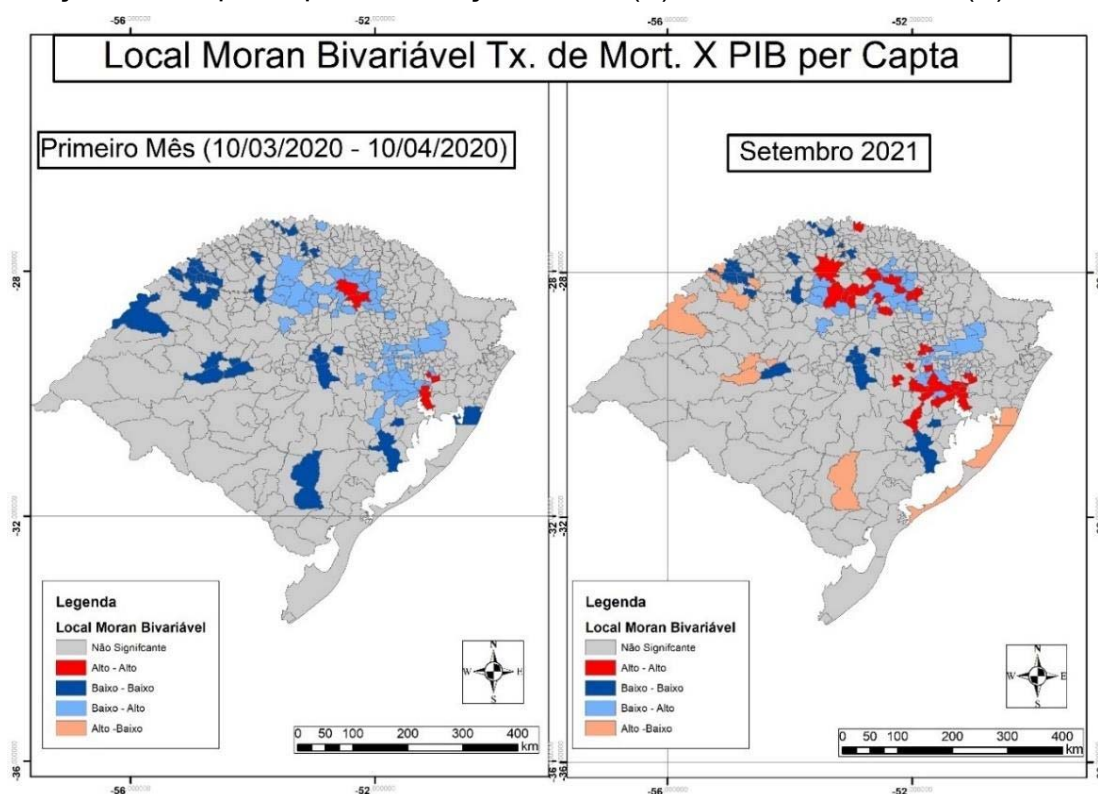 Local Moran Bivariável Tx. de Mort. X PIB per Capta
Primeiro Mês (10/03/2020 - 10/04/2020)
Setembro 2021
-56
-52
-56
-52
-28
-28
-32
-32
-36
-36
Legenda
Local Moran Bivariável
Não Signifcante
Alto - Alto
Baixo - Baixo
Baixo - Alto
Alto -Baixo
N
W E
S
0 50 100 200 300 400
km
Legenda
Local Moran Bivariável
Não Signifcante
Alto - Alto
Baixo - Baixo
Baixo - Alto
Alto -Baixo
N
W E
S
0 50 100 200 300 400
km
-56
-52
-56
-52